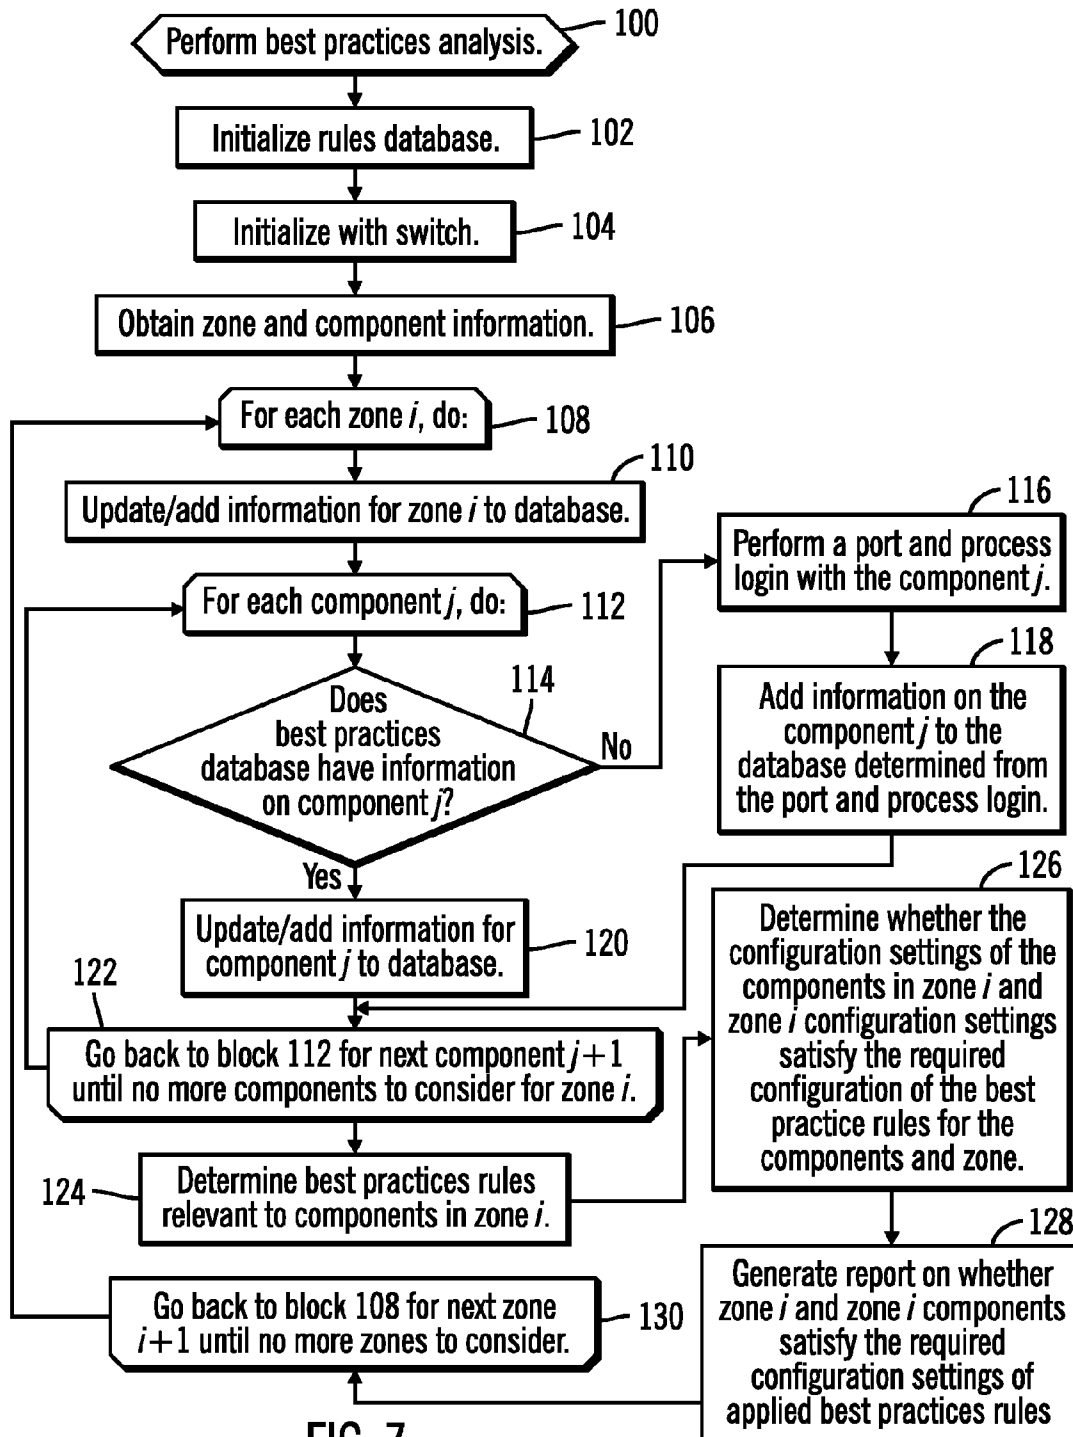 Perform best practices analysis.
100
Initialize rules database.
102
Initialize with switch.
104
Obtain zone and component information.
106
For each zone i, do:
108
110
Update/add information for zone i to database.
For each component j, do:
112
114
Does
best practices
database have information
on component j?
No
Yes
116
Perform a port and process
login with the component j.
118
Add information on the
component j to the
database determined from
the port and process login.
Update/add information for
component j to database.
120
122
Go back to block 112 for next component j+1
until no more components to consider for zone i.
124
Determine best practices rules
relevant to components in zone i.
126
Determine whether the
configuration settings of the
components in zone i and
zone i configuration settings
satisfy the required
configuration of the best
practice rules for the
components and zone.
128
Generate report on whether
zone i and zone i components
satisfy the required
configuration settings of
applied best practices rules
Go back to block 108 for next zone
i+1 until no more zones to consider.
130
FIG. 7